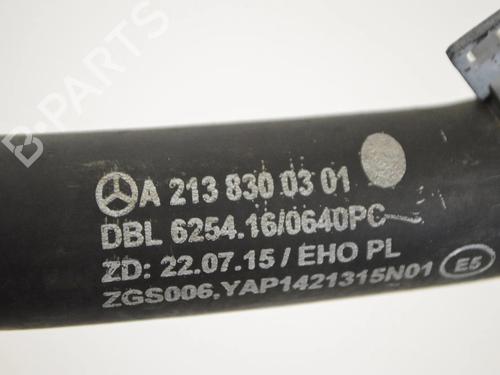 B-PARTS
A 213 830 03 01
DBL 6254.16/0640PC
ZD: 22.07.15 / EHO PL
ZGS006.YAP1421315N01 E5